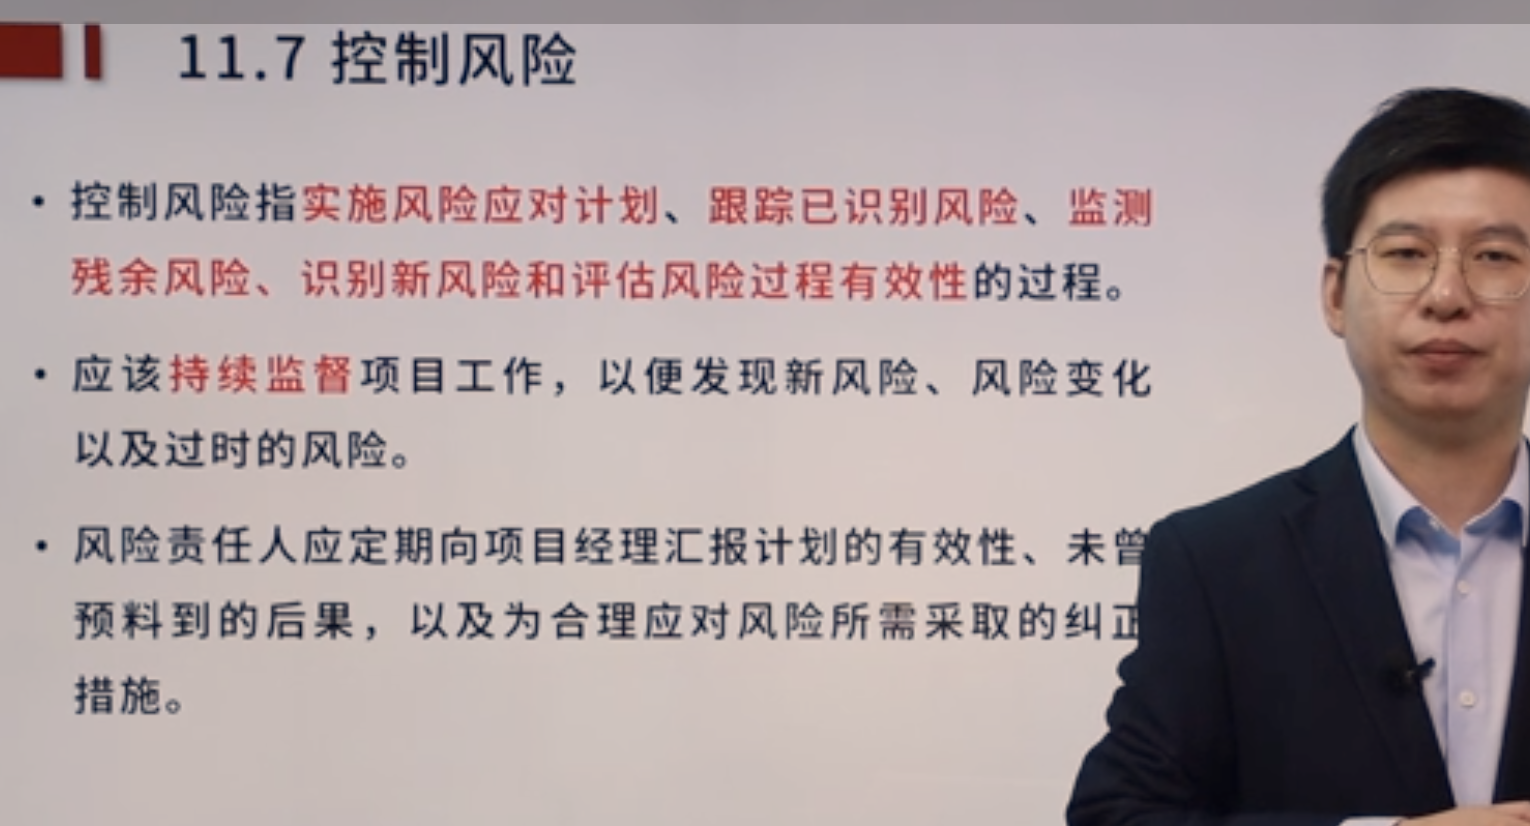 11.7 控制风险
• 控制风险指实施风险应对计划、跟踪已识别风险、监测
残余风险、识别新风险和评估风险过程有效性的过程。
• 应该持续监督项目工作，以便发现新风险、风险变化
以及过时的风险。
• 风险责任人应定期向项目经理汇报计划的有效性、未曾
预料到的后果，以及为合理应对风险所需采取的纠正
措施。